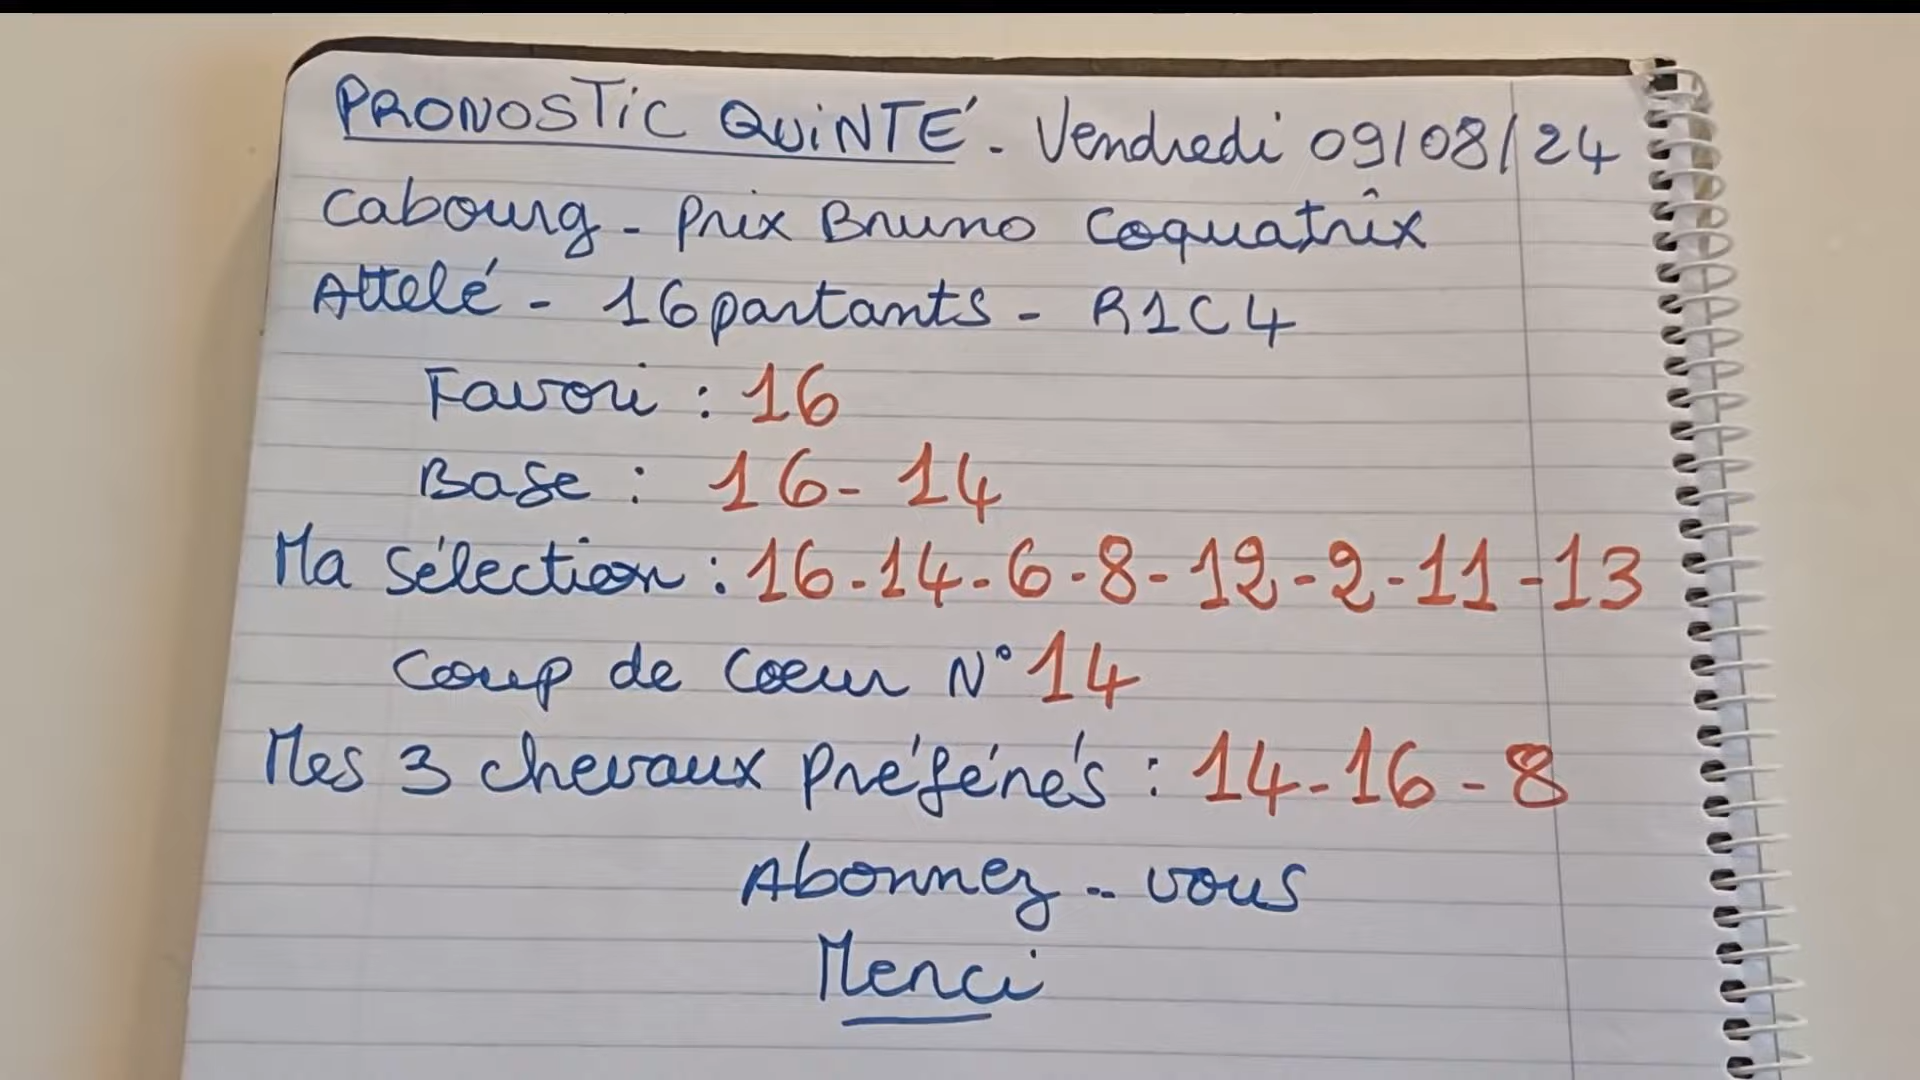 PRONOSTiC QUiNTÉ - Vendredi 09/08/24
Cabourg - Prix Bruno Coquatrîx
Attelé - 16 partants - R1C4
Favori : 16
Base : 16 - 14
Ma Sélection : 16 - 14 - 6 - 8 - 12 - 2 - 11 - 13
Coup de Coeur N° 14
Mes 3 chevaux Préférés : 14 - 16 - 8
Abonnez - vous
Merci